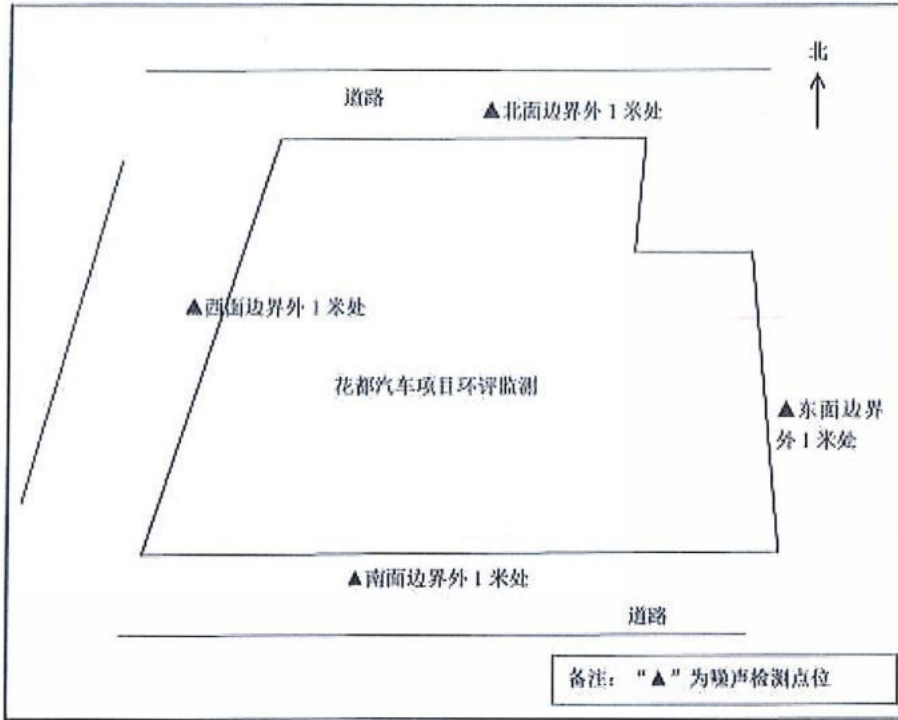 北
道路
▲北面边界外 1 米处
▲西面边界外 1 米处
花都汽车项目环评监测
▲东面边界
外 1 米处
▲南面边界外 1 米处
道路
备注：“▲”为噪声检测点位